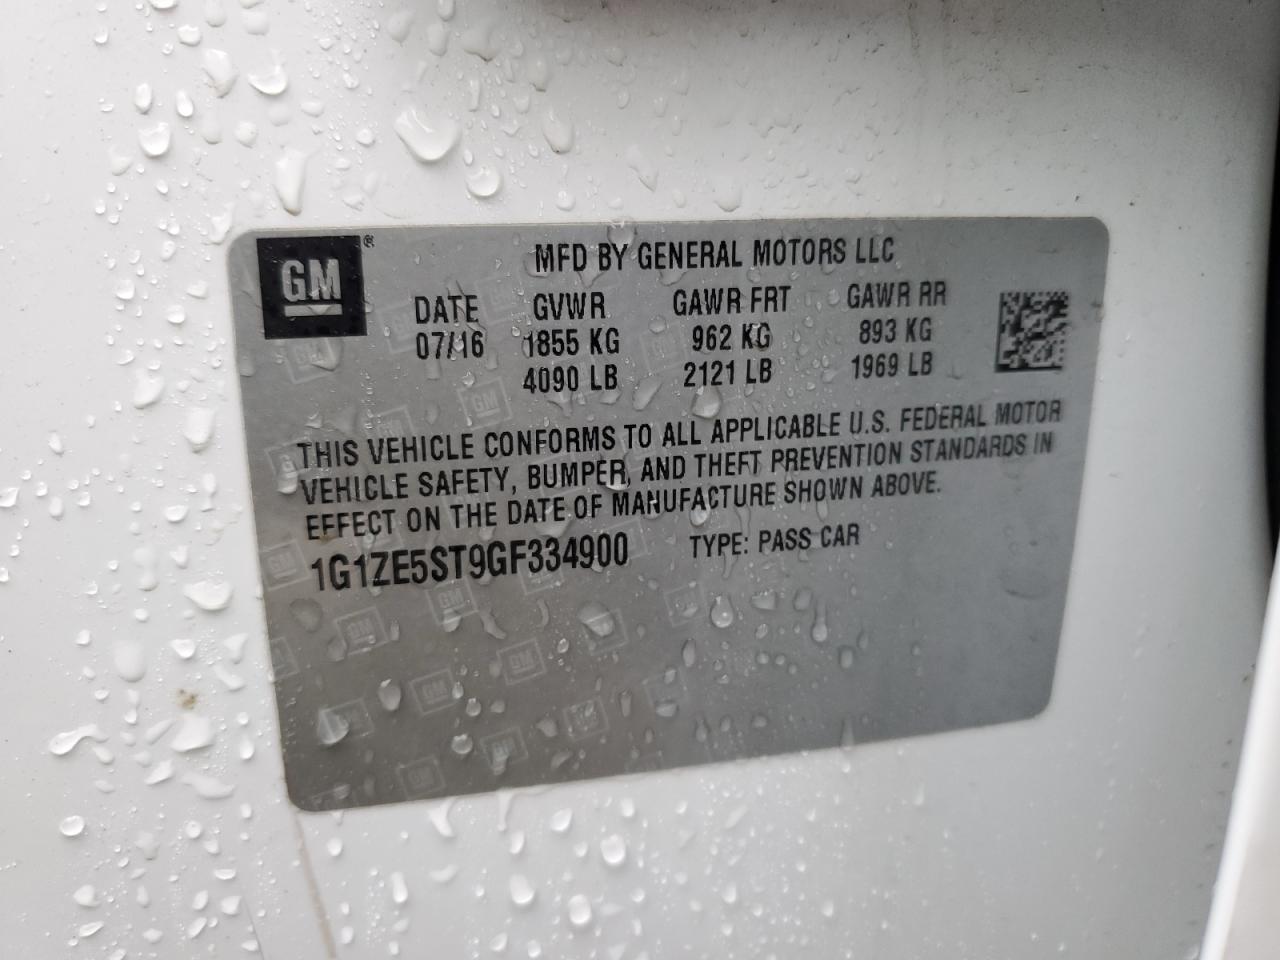 GM®
MFD BY GENERAL MOTORS LLC
DATE GVWR GAWR FRT GAWR RR
07/16 1855 KG 962 KG 893 KG
4090 LB 2121 LB 1969 LB
THIS VEHICLE CONFORMS TO ALL APPLICABLE U.S. FEDERAL MOTOR
VEHICLE SAFETY, BUMPER, AND THEFT PREVENTION STANDARDS IN
EFFECT ON THE DATE OF MANUFACTURE SHOWN ABOVE.
1G1ZE5ST9GF334900 TYPE: PASS CAR